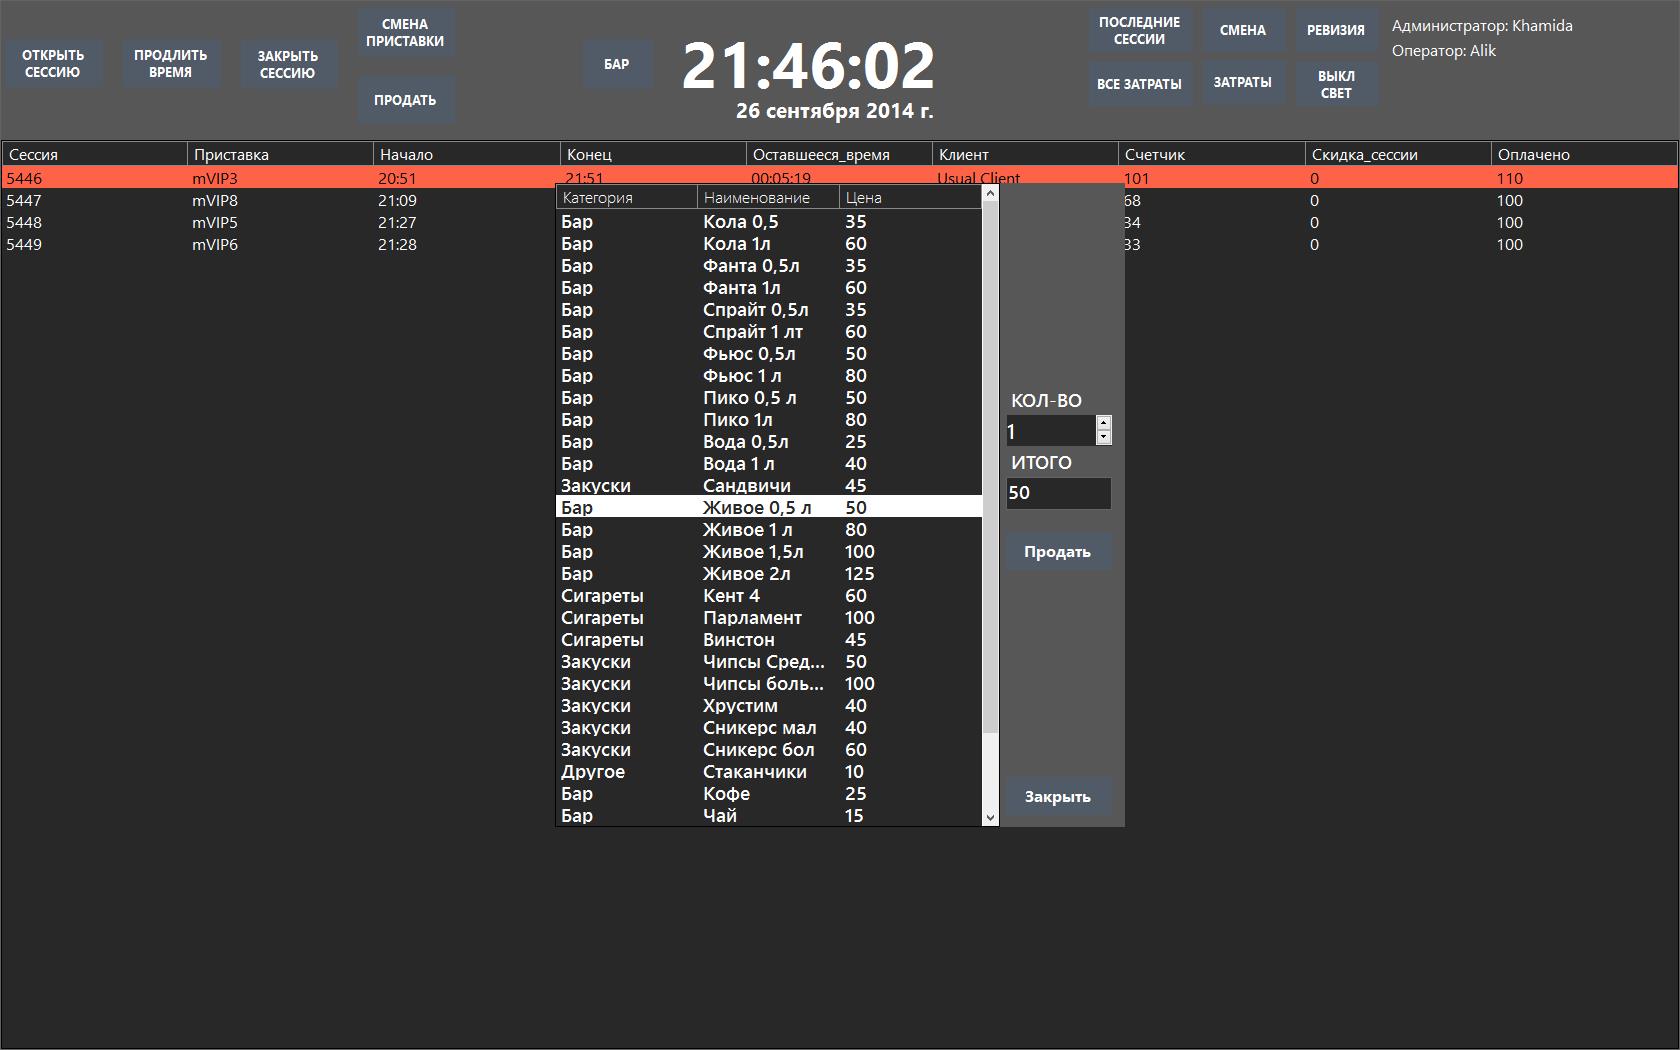 ОТКРЫТЬ
СЕССИЮ
ПРОДЛИТЬ
ВРЕМЯ
ЗАКРЫТЬ
СЕССИЮ
СМЕНА
ПРИСТАВКИ
ПРОДАТЬ
БАР
21:46:02
26 сентября 2014 г.
ПОСЛЕДНИЕ
СЕССИИ
СМЕНА
РЕВИЗИЯ
ВСЕ ЗАТРАТЫ
ЗАТРАТЫ
ВЫКЛ
СВЕТ
Администратор: Khamida
Оператор: Alik
Сессия Приставка Начало Конец Оставшееся_время Клиент Счетчик Скидка_сессии Оплачено
5446 mVIP3 20:51 21:51 00:05:19 Usual Client 101 0 110
5447 mVIP8 21:09 68 0 100
5448 mVIP5 21:27 34 0 100
5449 mVIP6 21:28 33 0 100
Категория Наименование Цена
Бар Кола 0,5 35
Бар Кола 1л 60
Бар Фанта 0,5л 35
Бар Фанта 1л 60
Бар Спрайт 0,5л 35
Бар Спрайт 1 лт 60
Бар Фьюс 0,5л 50
Бар Фьюс 1 л 80
Бар Пико 0,5 л 50
Бар Пико 1л 80
Бар Вода 0,5л 25
Бар Вода 1 л 40
Закуски Сандвичи 45
Бар Живое 0,5 л 50
Бар Живое 1 л 80
Бар Живое 1,5л 100
Бар Живое 2л 125
Сигареты Кент 4 60
Сигареты Парламент 100
Сигареты Винстон 45
Закуски Чипсы Сред... 50
Закуски Чипсы боль... 100
Закуски Хрустим 40
Закуски Сникерс мал 40
Закуски Сникерс бол 60
Другое Стаканчики 10
Бар Кофе 25
Бар Чай 15
КОЛ-ВО
1
ИТОГО
50
Продать
Закрыть